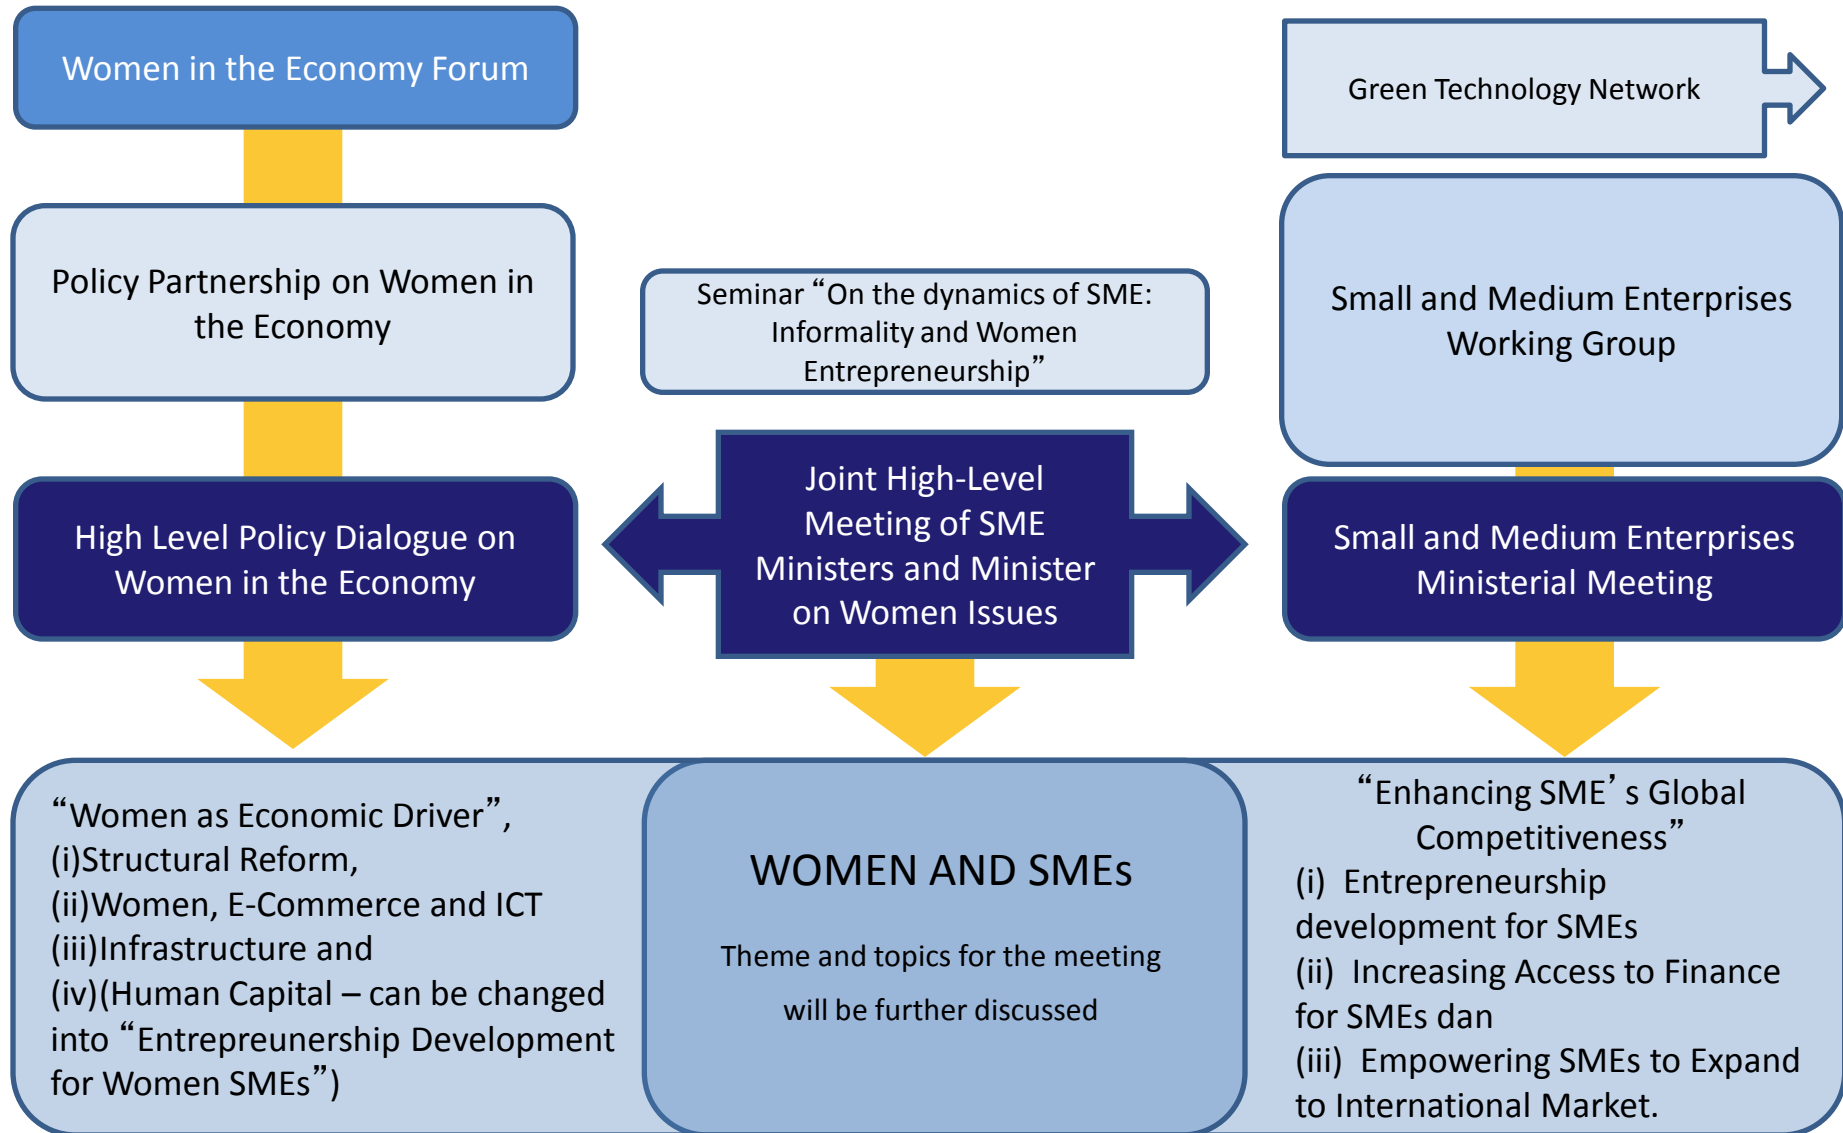 Women in the Economy Forum
Green Technology Network
Policy Partnership on Women in
the Economy
Seminar “On the dynamics of SME:
Informality and Women
Entrepreneurship”
Small and Medium Enterprises
Working Group
High Level Policy Dialogue on
Women in the Economy
Joint High-Level
Meeting of SME
Ministers and Minister
on Women Issues
Small and Medium Enterprises
Ministerial Meeting
“Women as Economic Driver”,
(i)Structural Reform,
(ii)Women, E-Commerce and ICT
(iii)Infrastructure and
(iv)(Human Capital – can be changed
into “Entrepreunership Development
for Women SMEs”)
WOMEN AND SMEs
Theme and topics for the meeting
will be further discussed
“Enhancing SME’s Global
Competitiveness”
(i) Entrepreneurship
development for SMEs
(ii) Increasing Access to Finance
for SMEs dan
(iii) Empowering SMEs to Expand
to International Market.